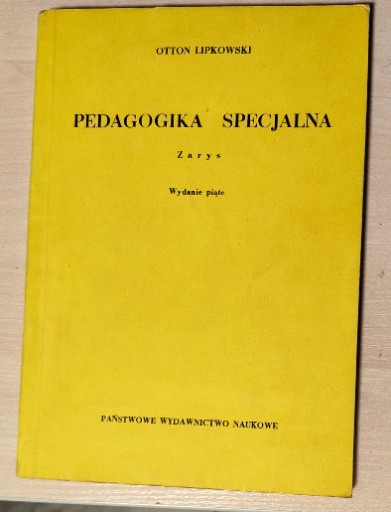 OTTON LIPKOWSKI
PEDAGOGIKA SPECJALNA
Zarys
Wydanie piąte
PAŃSTWOWE WYDAWNICTWO NAUKOWE